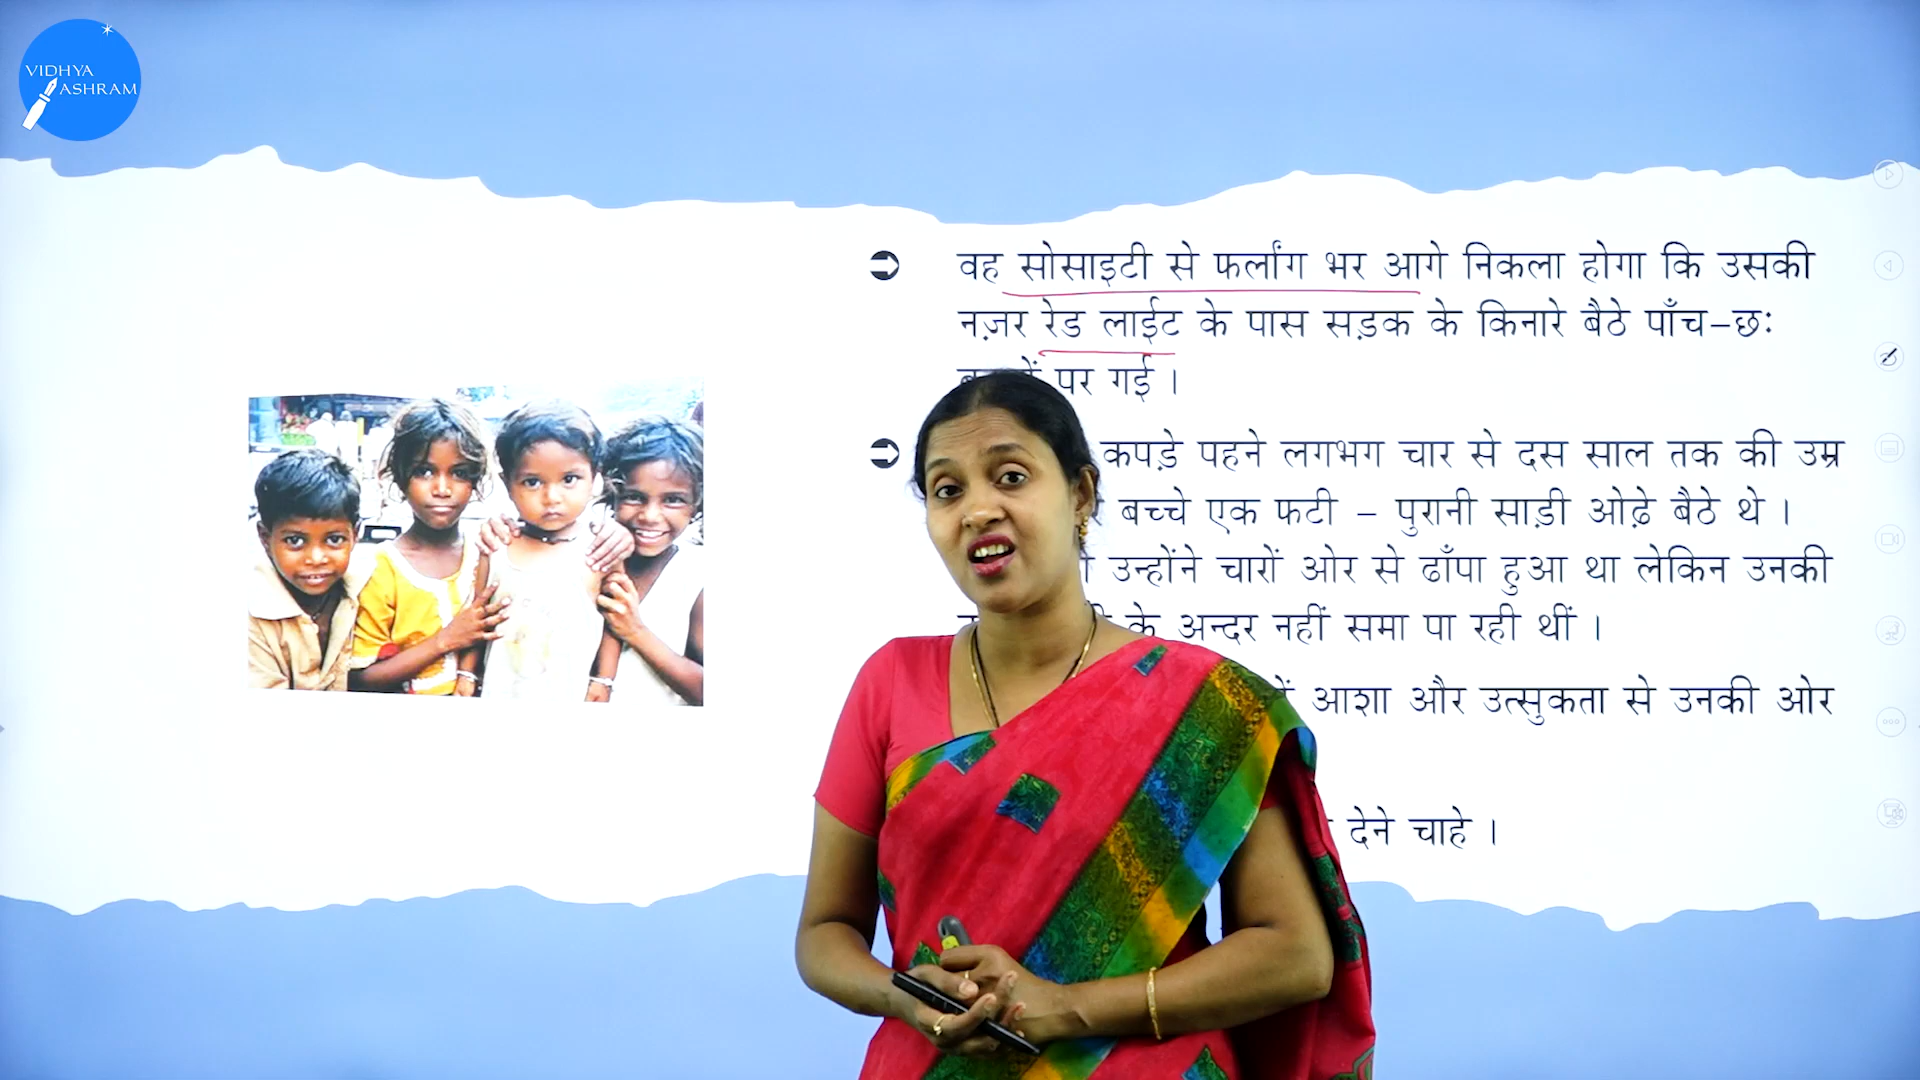 VIDHYA
ASHRAM
वह सोसाइटी से फर्लांग भर आगे निकला होगा कि उसकी
नज़र रेड लाईट के पास सड़क के किनारे बैठे पाँच–छः
पर गई ।
कपड़े पहने लगभग चार से दस साल तक की उम्र
बच्चे एक फटी – पुरानी साड़ी ओढ़े बैठे थे ।
उन्होंने चारों ओर से ढाँपा हुआ था लेकिन उनकी
के अन्दर नहीं समा पा रही थीं ।
आशा और उत्सुकता से उनकी ओर
देने चाहे ।